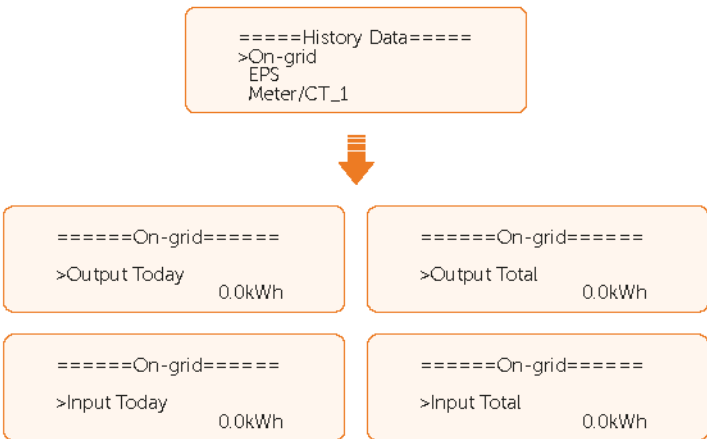 =====History Data=====
>On-grid
EPS
Meter/CT_1
======On-grid======
>Output Today
0.0kWh
======On-grid======
>Output Total
0.0kWh
======On-grid======
>Input Today
0.0kWh
======On-grid======
>Input Total
0.0kWh